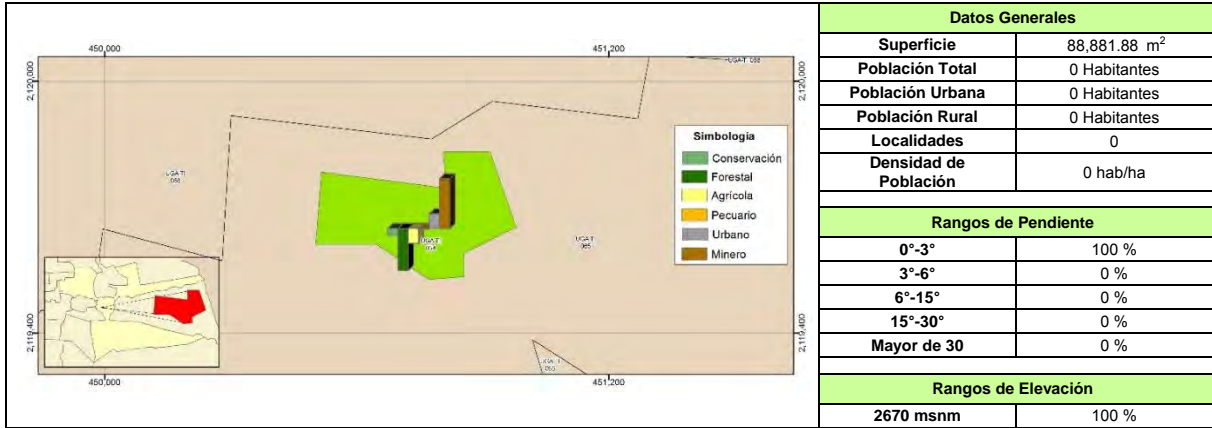 450,000
451,200
2,120,000
2,120,000
UGA-T
UGA-T
065
UGA-T
Simbología
Conservación
Forestal
Agrícola
Pecuario
Urbano
Minero
2,119,400
2,119,400
450,000
451,200
Datos Generales
Superficie 88,881.88 m²
Población Total 0 Habitantes
Población Urbana 0 Habitantes
Población Rural 0 Habitantes
Localidades 0
Densidad de
Población 0 hab/ha
Rangos de Pendiente
0°-3° 100 %
3°-6° 0 %
6°-15° 0 %
15°-30° 0 %
Mayor de 30 0 %
Rangos de Elevación
2670 msnm 100 %